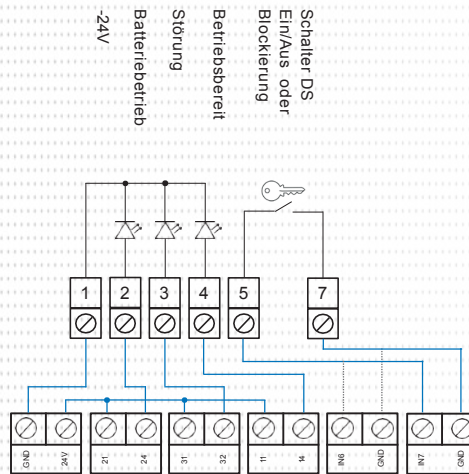 Schalter DS
Ein/Aus oder
Blockierung
Betriebsbereit
Störung
Batteriebetrieb
-24V
1 2 3 4 5 7
GND 24V 21 24 31 32 11 14 IN6 GND IN7 GND